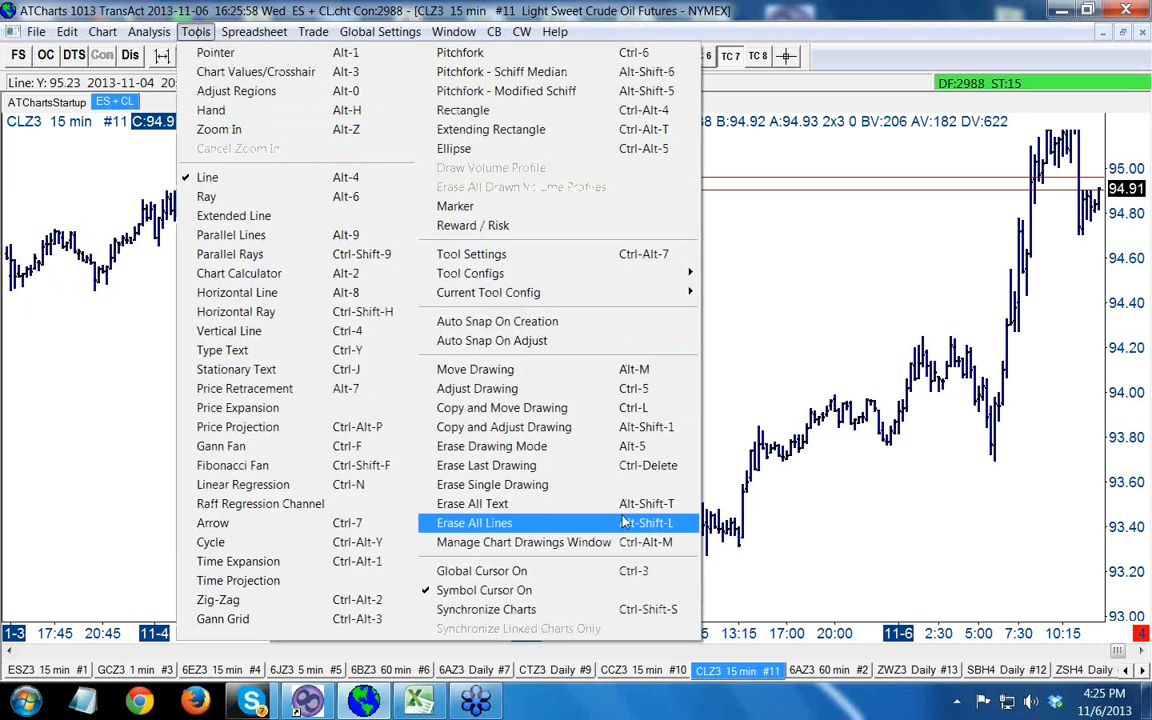 ATCharts 1013 TransAct 2013-11-06 16:25:58 Wed ES + CL.cht Con:2988 - [CLZ3 15 min #11 Light Sweet Crude Oil Futures - NYMEX]
File Edit Chart Analysis Tools Spreadsheet Trade Global Settings Window CB CW Help
FS OC DTS Con Dis TC 7 TC 8
Line: Y: 95.23 2013-11-04 20: DF:2988 ST:15
ATChartsStartup ES + CL
CLZ3 15 min #11 C:94.9 88 B:94.92 A:94.93 2x3 0 BV:206 AV:182 DV:622
Pointer Alt-1
Chart Values/Crosshair Alt-3
Adjust Regions Alt-0
Hand Alt-H
Zoom In Alt-Z
Cancel Zoom In
Line Alt-4
Ray Alt-6
Extended Line
Parallel Lines Alt-9
Parallel Rays Ctrl-Shift-9
Chart Calculator Alt-2
Horizontal Line Alt-8
Horizontal Ray Ctrl-Shift-H
Vertical Line Ctrl-4
Type Text Ctrl-Y
Stationary Text Ctrl-J
Price Retracement Alt-7
Price Expansion
Price Projection Ctrl-Alt-P
Gann Fan Ctrl-F
Fibonacci Fan Ctrl-Shift-F
Linear Regression Ctrl-N
Raff Regression Channel
Arrow Ctrl-7
Cycle Ctrl-Alt-Y
Time Expansion Ctrl-Alt-1
Time Projection
Zig-Zag Ctrl-Alt-2
Gann Grid Ctrl-Alt-3
Pitchfork Ctrl-6
Pitchfork - Schiff Median Alt-Shift-6
Pitchfork - Modified Schiff Alt-Shift-5
Rectangle Ctrl-Alt-4
Extending Rectangle Ctrl-Alt-T
Ellipse Ctrl-Alt-5
Draw Volume Profile
Erase All Drawn Volume Profiles
Marker
Reward / Risk
Tool Settings Ctrl-Alt-7
Tool Configs
Current Tool Config
Auto Snap On Creation
Auto Snap On Adjust
Move Drawing Alt-M
Adjust Drawing Ctrl-5
Copy and Move Drawing Ctrl-L
Copy and Adjust Drawing Alt-Shift-1
Erase Drawing Mode Alt-5
Erase Last Drawing Ctrl-Delete
Erase Single Drawing
Erase All Text Alt-Shift-T
Erase All Lines Alt-Shift-L
Manage Chart Drawings Window Ctrl-Alt-M
Global Cursor On Ctrl-3
Symbol Cursor On
Synchronize Charts Ctrl-Shift-S
Synchronize Linked Charts Only
95.00
94.91
94.80
94.60
94.40
94.20
94.00
93.80
93.60
93.40
93.20
93.00
1-3 17:45 20:45 11-4 5 13:15 17:00 20:00 11-6 2:30 5:30 7:30 10:15 4
ESZ3 15 min #1 GCZ3 1 min #3 6EZ3 15 min #4 6JZ3 5 min #5 6BZ3 60 min #6 6AZ3 Daily #7 CTZ3 Daily #9 CCZ3 15 min #10 CLZ3 15 min #11 6AZ3 60 min #2 ZWZ3 Daily #13 SBH4 Daily #12 ZSH4 Daily
4:25 PM
11/6/2013